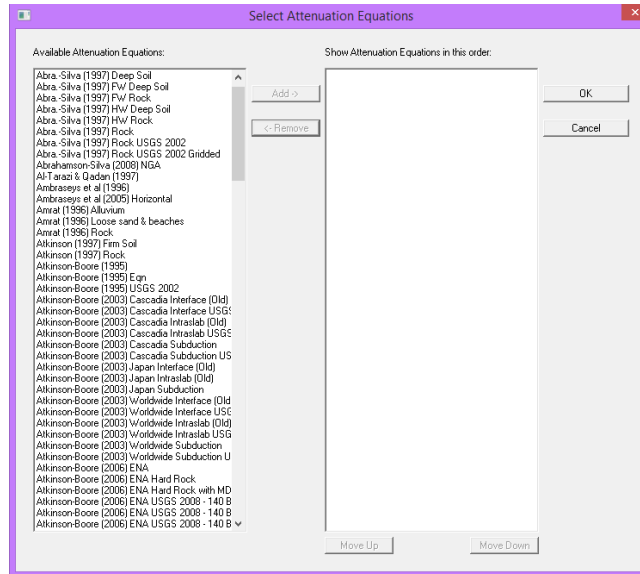 Select Attenuation Equations
Available Attenuation Equations:
Show Attenuation Equations in this order:
Abra.-Silva (1997) Deep Soil
Abra.-Silva (1997) FW Deep Soil
Abra.-Silva (1997) FW Rock
Abra.-Silva (1997) HW Deep Soil
Abra.-Silva (1997) HW Rock
Abra.-Silva (1997) Rock
Abra.-Silva (1997) Rock USGS 2002
Abra.-Silva (1997) Rock USGS 2002 Gridded
Abrahamson-Silva (2008) NGA
Al-Tarazi & Qadan (1997)
Ambraseys et al (1996)
Ambraseys et al (2005) Horizontal
Amrat (1996) Alluvium
Amrat (1996) Loose sand & beaches
Amrat (1996) Rock
Atkinson (1997) Firm Soil
Atkinson (1997) Rock
Atkinson-Boore (1995)
Atkinson-Boore (1995) Eqn
Atkinson-Boore (1995) USGS 2002
Atkinson-Boore (2003) Cascadia Interface (Old)
Atkinson-Boore (2003) Cascadia Interface USGS
Atkinson-Boore (2003) Cascadia Intraslab (Old)
Atkinson-Boore (2003) Cascadia Intraslab USGS
Atkinson-Boore (2003) Cascadia Subduction
Atkinson-Boore (2003) Cascadia Subduction US
Atkinson-Boore (2003) Japan Interface (Old)
Atkinson-Boore (2003) Japan Intraslab (Old)
Atkinson-Boore (2003) Japan Subduction
Atkinson-Boore (2003) Worldwide Interface (Old
Atkinson-Boore (2003) Worldwide Interface USG
Atkinson-Boore (2003) Worldwide Intraslab (Old)
Atkinson-Boore (2003) Worldwide Intraslab USG
Atkinson-Boore (2003) Worldwide Subduction
Atkinson-Boore (2003) Worldwide Subduction U
Atkinson-Boore (2006) ENA
Atkinson-Boore (2006) ENA Hard Rock
Atkinson-Boore (2006) ENA Hard Rock with MD
Atkinson-Boore (2006) ENA USGS 2008 - 140 B
Atkinson-Boore (2006) ENA USGS 2008 - 140 B
Atkinson-Boore (2006) ENA USGS 2008 - 140 B
Add ->
<- Remove
OK
Cancel
Move Up
Move Down